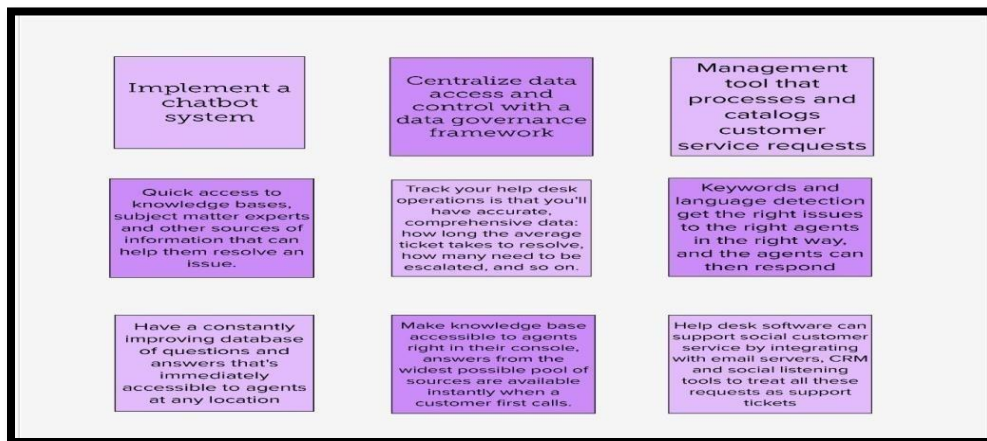 Implement a
chatbot
system
Centralize data
access and
control with a
data governance
framework
Management
tool that
processes and
catalogs
customer
service requests
Quick access to
knowledge bases,
subject matter experts
and other sources of
information that can
help them resolve an
issue.
Track your help desk
operations is that you'll
have accurate,
comprehensive data:
how long the average
ticket takes to resolve,
how many need to be
escalated, and so on.
Keywords and
language detection
get the right issues
to the right agents
in the right way,
and the agents can
then respond
Have a constantly
improving database
of questions and
answers that's
immediately
accessible to agents
at any location
Make knowledge base
accessible to agents
right in their console,
answers from the
widest possible pool of
sources are available
instantly when a
customer first calls.
Help desk software can
support social customer
service by integrating
with email servers, CRM
and social listening
tools to treat all these
requests as support
tickets